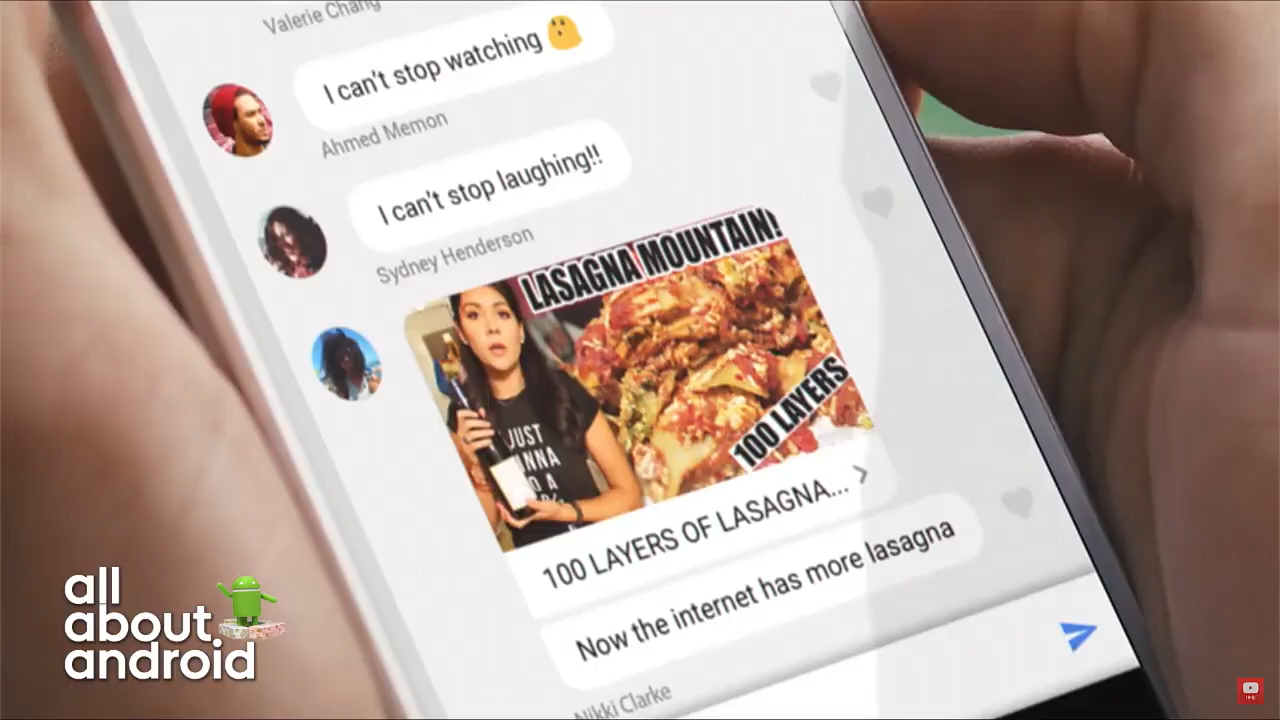 Valerie Chang
I can't stop watching
Ahmed Memon
I can't stop laughing!!
Sydney Henderson
LASAGNA MOUNTAIN!
100 LAYERS
JUST
100 LAYERS OF LASAGNA...
Now the internet has more lasagna
Nikki Clarke
all
about
android